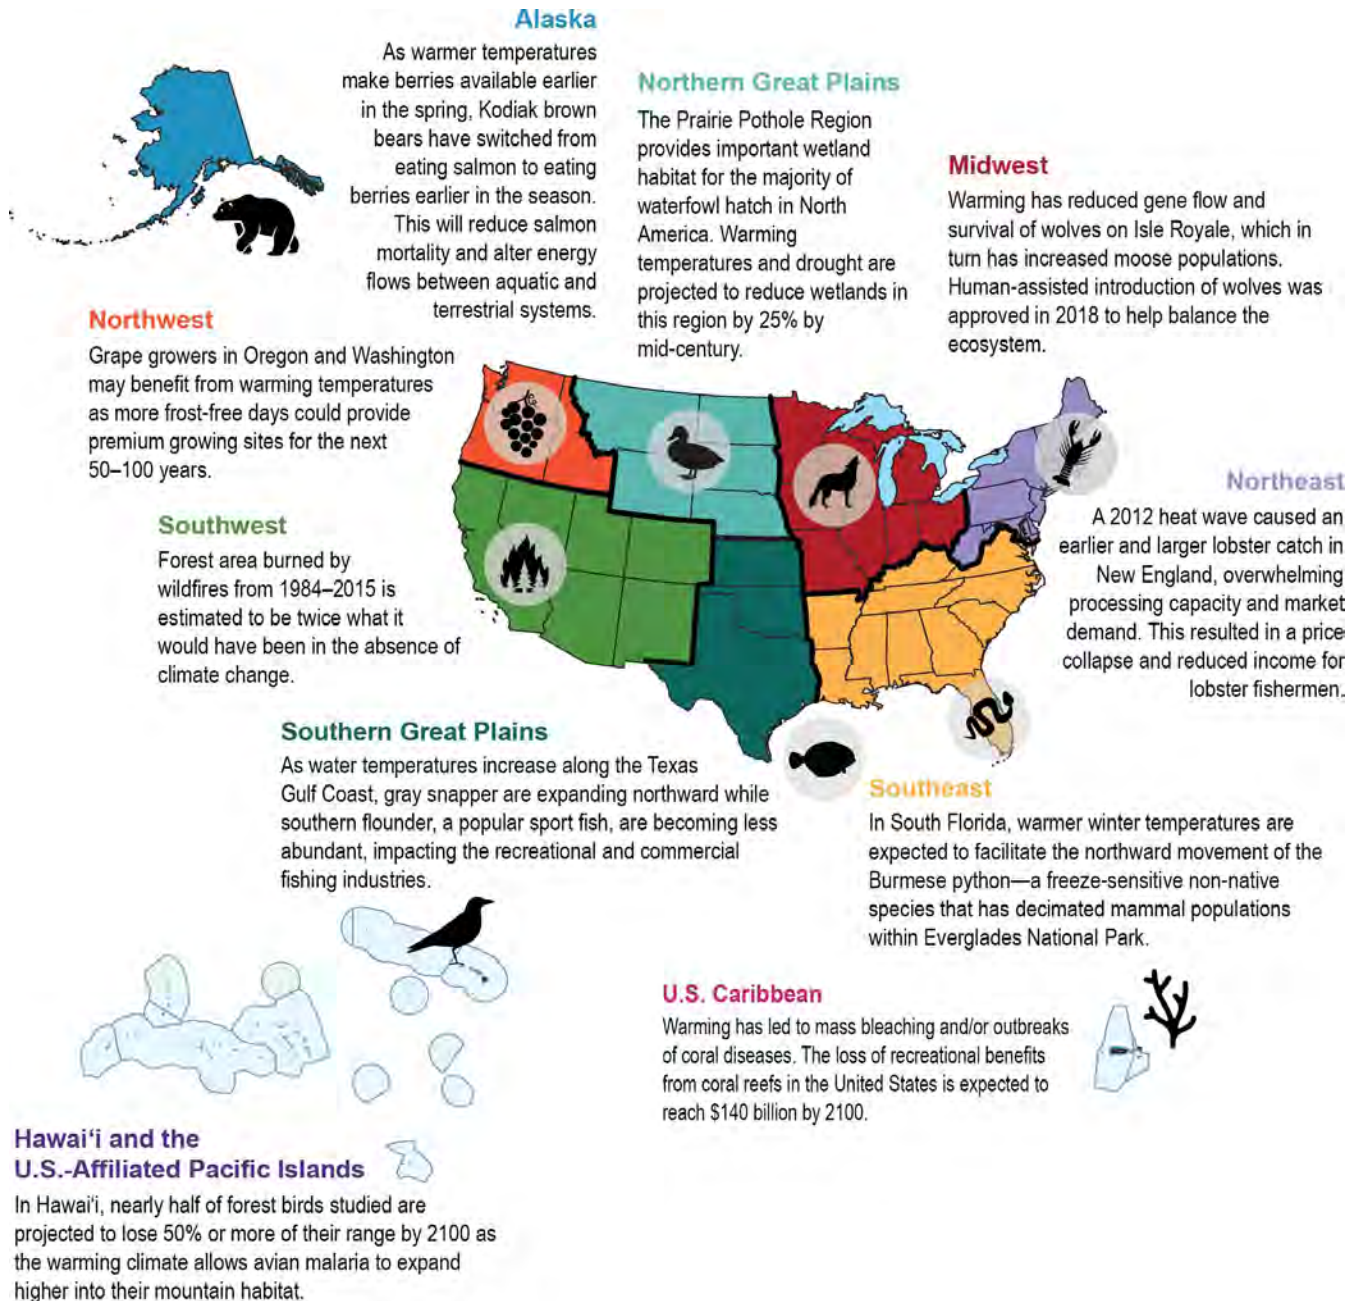 Alaska
As warmer temperatures
make berries available earlier
in the spring, Kodiak brown
bears have switched from
eating salmon to eating
berries earlier in the season.
This will reduce salmon
mortality and alter energy
flows between aquatic and
terrestrial systems.
Northern Great Plains
The Prairie Pothole Region
provides important wetland
habitat for the majority of
waterfowl hatch in North
America. Warming
temperatures and drought are
projected to reduce wetlands in
this region by 25% by
mid-century.
Midwest
Warming has reduced gene flow and
survival of wolves on Isle Royale, which in
turn has increased moose populations.
Human-assisted introduction of wolves was
approved in 2018 to help balance the
ecosystem.
Northwest
Grape growers in Oregon and Washington
may benefit from warming temperatures
as more frost-free days could provide
premium growing sites for the next
50–100 years.
Northeast
A 2012 heat wave caused an
earlier and larger lobster catch in
New England, overwhelming
processing capacity and market
demand. This resulted in a price
collapse and reduced income for
lobster fishermen.
Southwest
Forest area burned by
wildfires from 1984–2015 is
estimated to be twice what it
would have been in the absence of
climate change.
Southern Great Plains
As water temperatures increase along the Texas
Gulf Coast, gray snapper are expanding northward while
southern flounder, a popular sport fish, are becoming less
abundant, impacting the recreational and commercial
fishing industries.
Southeast
In South Florida, warmer winter temperatures are
expected to facilitate the northward movement of the
Burmese python—a freeze-sensitive non-native
species that has decimated mammal populations
within Everglades National Park.
U.S. Caribbean
Warming has led to mass bleaching and/or outbreaks
of coral diseases. The loss of recreational benefits
from coral reefs in the United States is expected to
reach $140 billion by 2100.
Hawaiʻi and the
U.S.-Affiliated Pacific Islands
In Hawaiʻi, nearly half of forest birds studied are
projected to lose 50% or more of their range by 2100 as
the warming climate allows avian malaria to expand
higher into their mountain habitat.